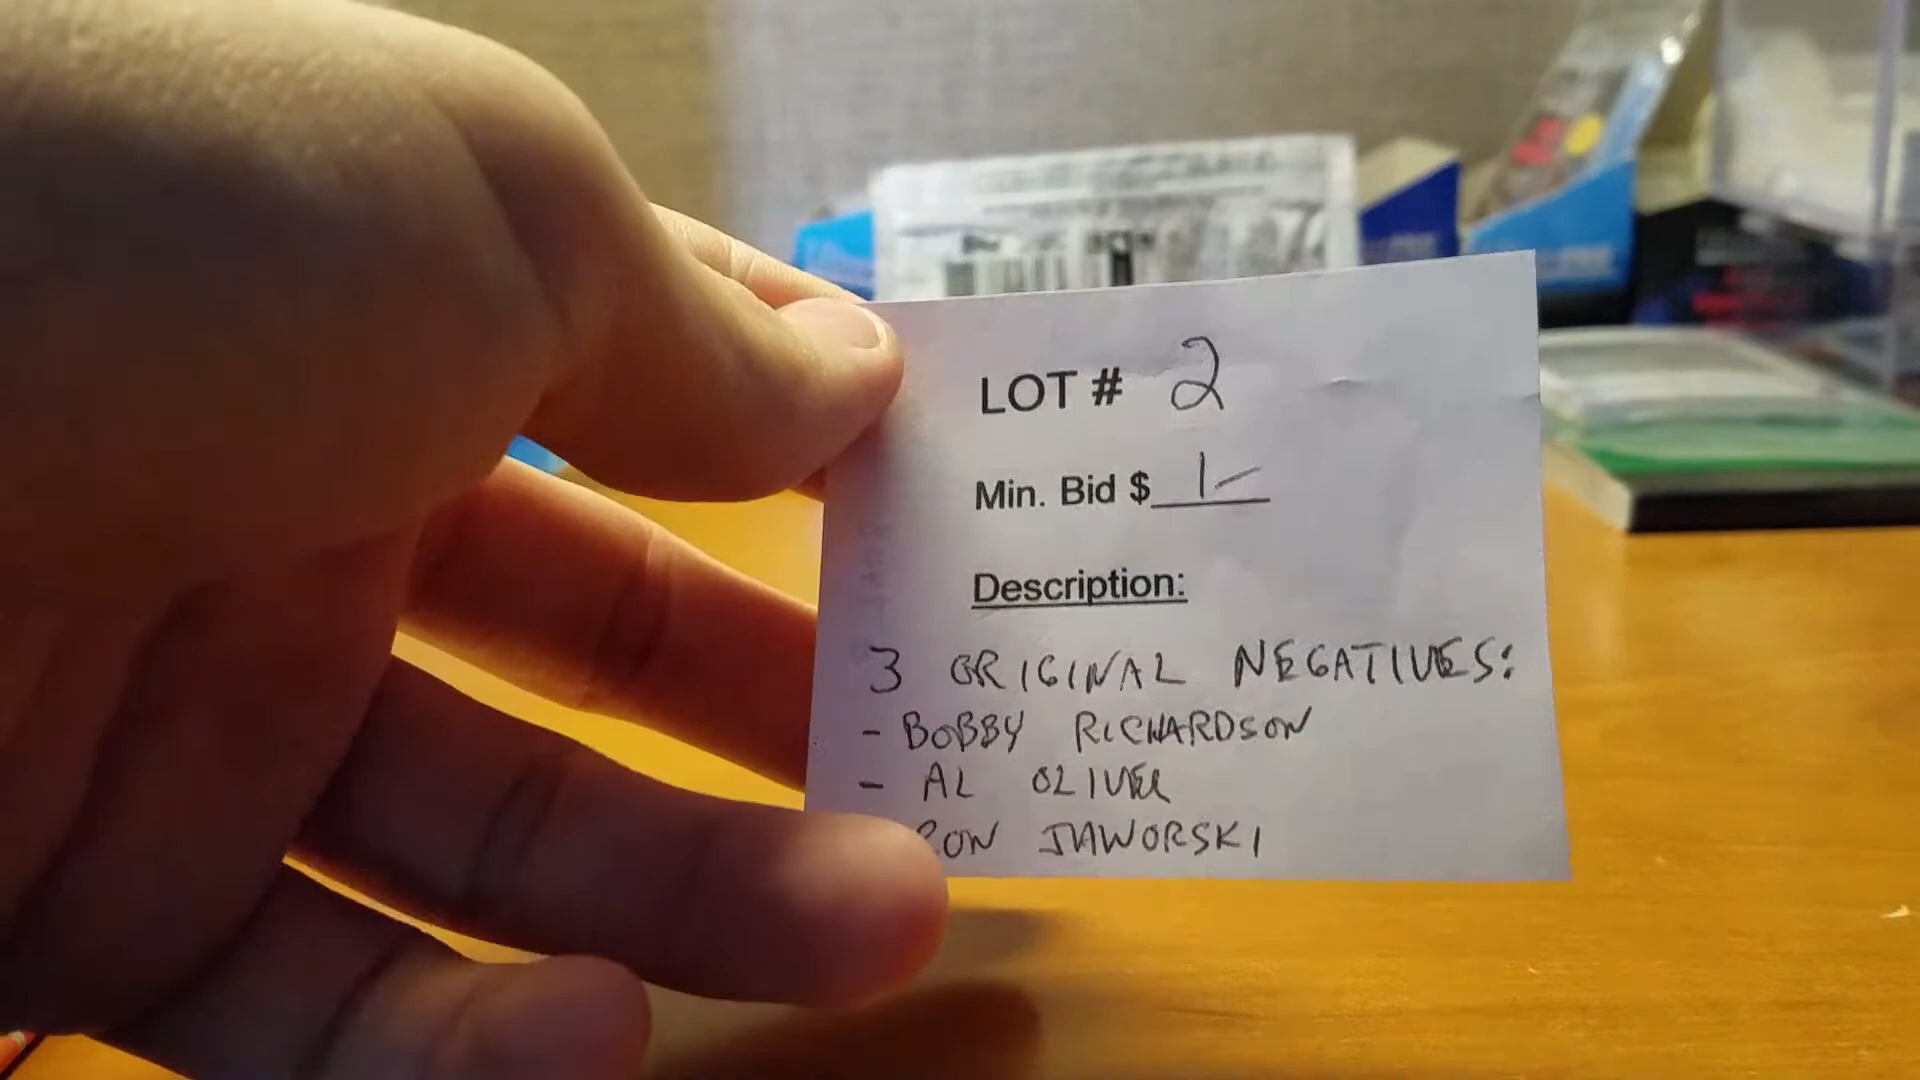 LOT # 2
Min. Bid $ 1-
Description:
3 ORIGINAL NEGATIVES:
- BOBBY RICHARDSON
- AL OLIVER
RON JAWORSKI